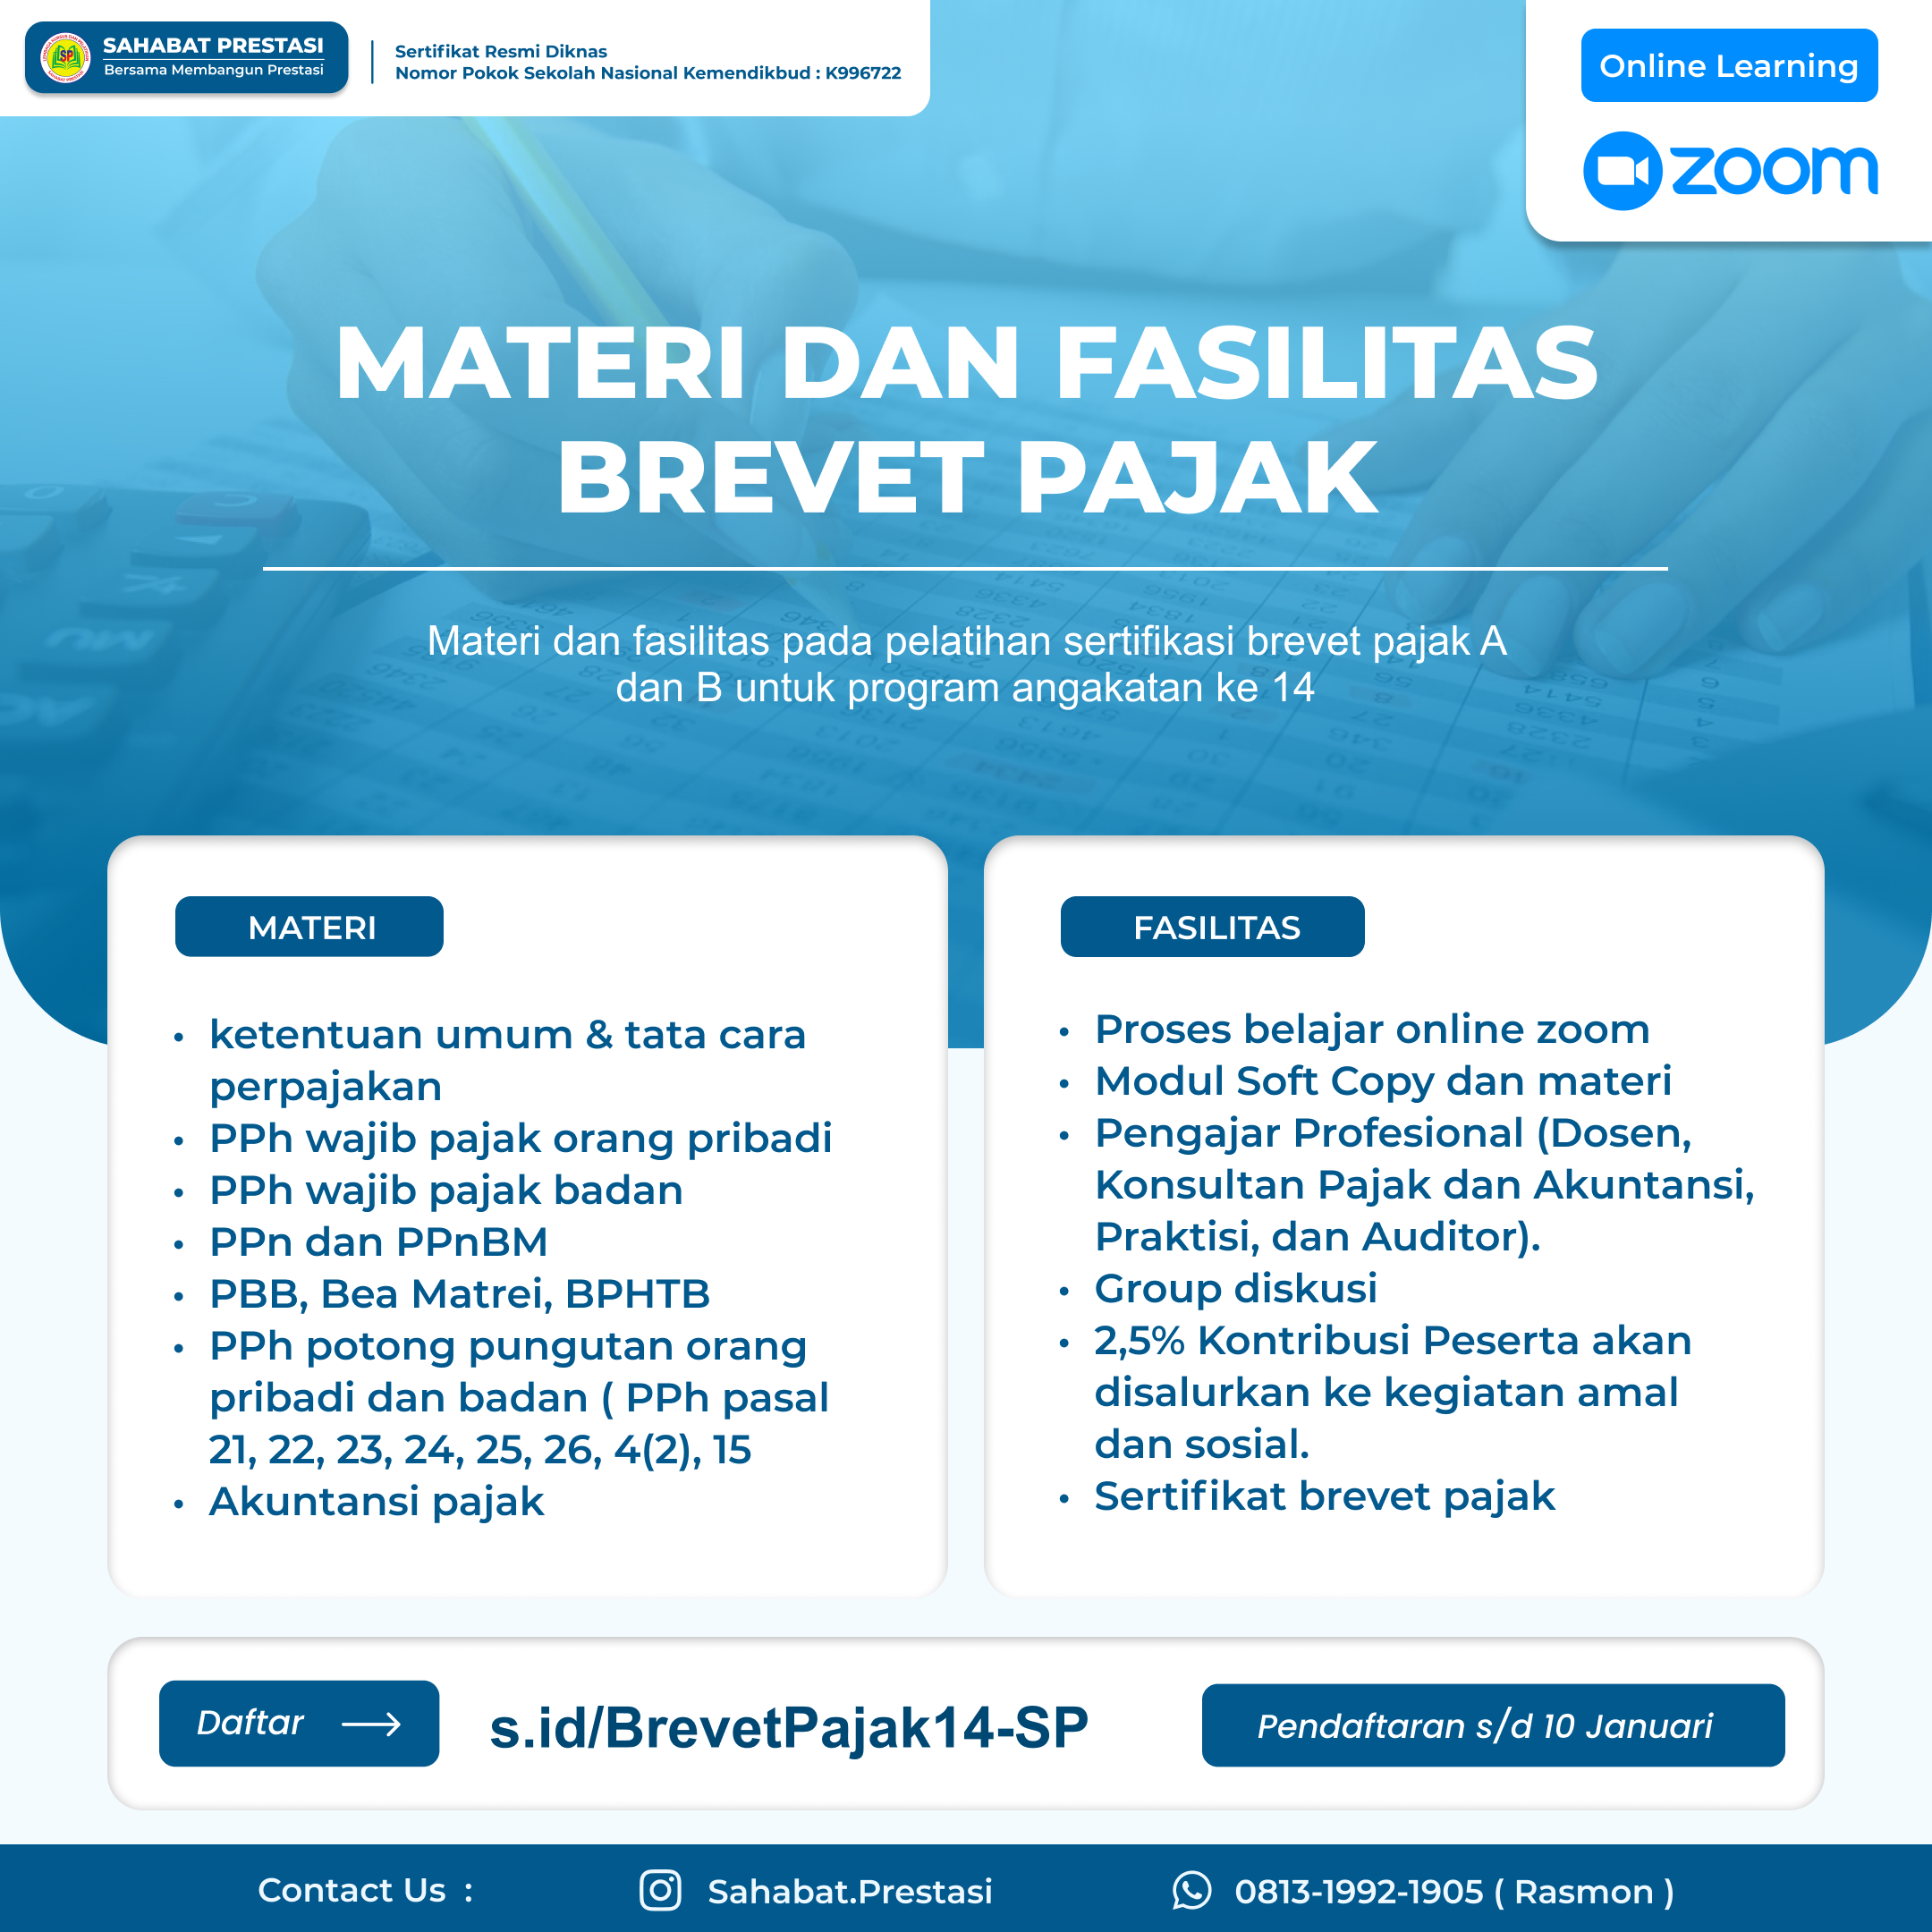 SAHABAT PRESTASI
Bersama Membangun Prestasi
Sertifikat Resmi Diknas
Nomor Pokok Sekolah Nasional Kemendikbud : K996722
Online Learning
zoom
MATERI DAN FASILITAS
BREVET PAJAK
Materi dan fasilitas pada pelatihan sertifikasi brevet pajak A
dan B untuk program angakatan ke 14
MATERI
• ketentuan umum & tata cara
perpajakan
• PPh wajib pajak orang pribadi
• PPh wajib pajak badan
• PPn dan PPnBM
• PBB, Bea Matrei, BPHTB
• PPh potong pungutan orang
pribadi dan badan ( PPh pasal
21, 22, 23, 24, 25, 26, 4(2), 15
• Akuntansi pajak
FASILITAS
• Proses belajar online zoom
• Modul Soft Copy dan materi
• Pengajar Profesional (Dosen,
Konsultan Pajak dan Akuntansi,
Praktisi, dan Auditor).
• Group diskusi
• 2,5% Kontribusi Peserta akan
disalurkan ke kegiatan amal
dan sosial.
• Sertifikat brevet pajak
Daftar
s.id/BrevetPajak14-SP
Pendaftaran s/d 10 Januari
Contact Us :
Sahabat.Prestasi
0813-1992-1905 ( Rasmon )